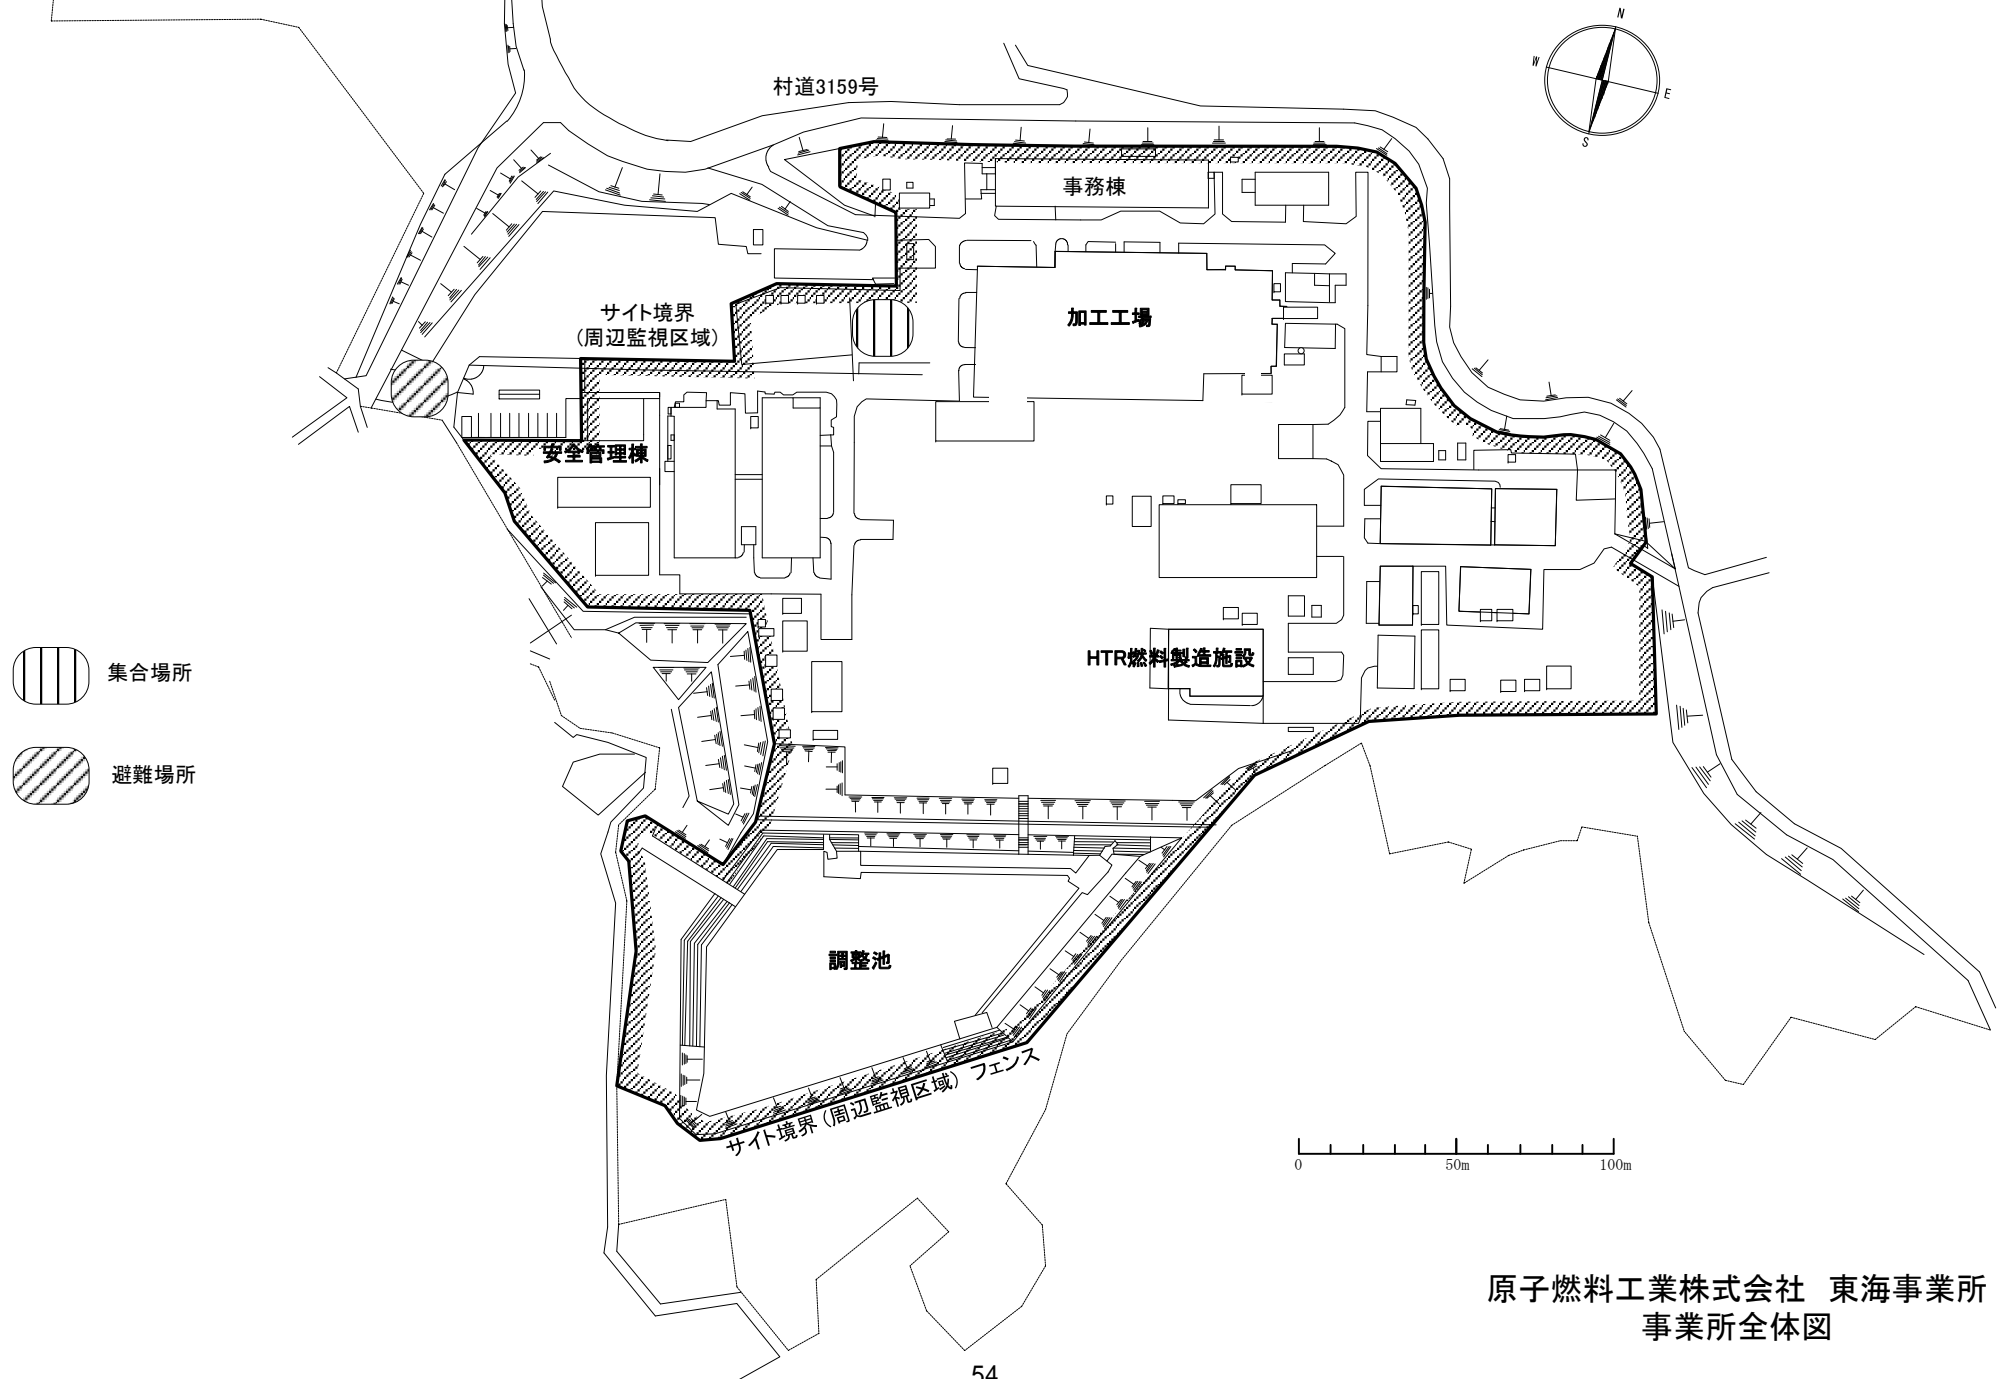 N
W
E
S
村道3159号
事務棟
サイト境界
(周辺監視区域)
加工工場
安全管理棟
HTR燃料製造施設
集合場所
避難場所
調整池
サイト境界 (周辺監視区域) フェンス
0 50m 100m
原子燃料工業株式会社 東海事業所
事業所全体図
54